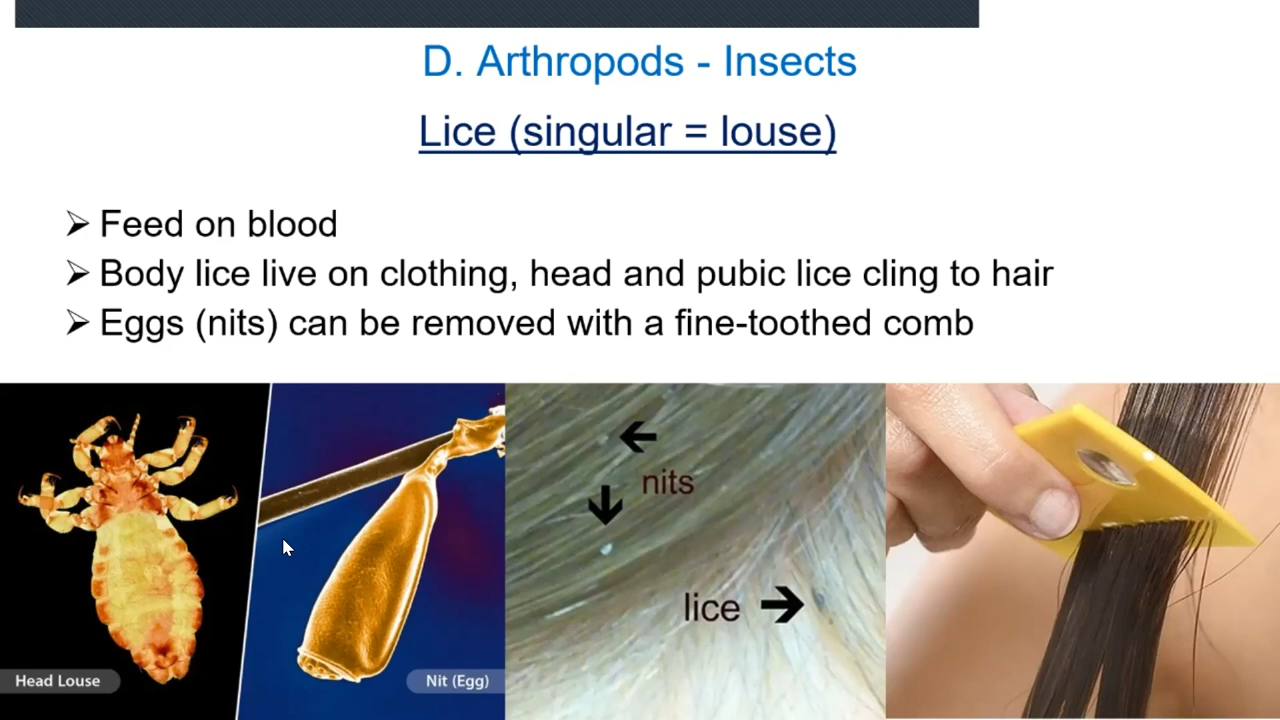 D. Arthropods - Insects
Lice (singular = louse)
Feed on blood
Body lice live on clothing, head and pubic lice cling to hair
Eggs (nits) can be removed with a fine-toothed comb
nits
lice
Head Louse
Nit (Egg)